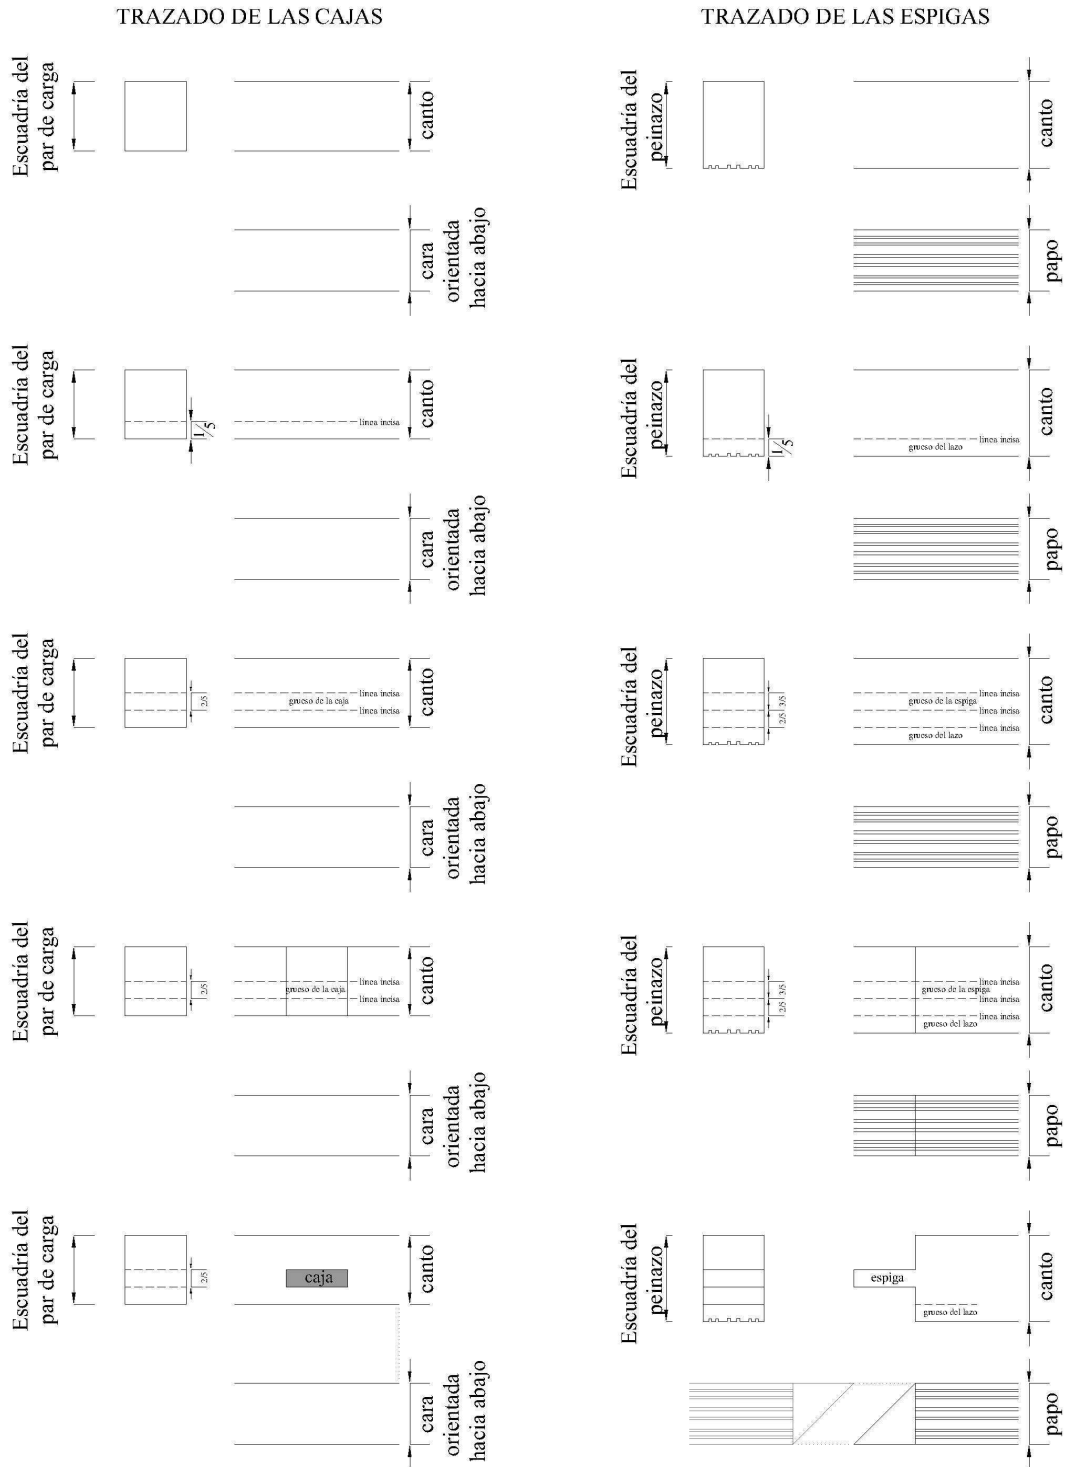 TRAZADO DE LAS CAJAS
TRAZADO DE LAS ESPIGAS
Escuadría del
par de carga
canto
cara
orientada
hacia abajo
Escuadría del
peinazo
canto
papo
Escuadría del
par de carga
1/5
línea incisa
canto
cara
orientada
hacia abajo
Escuadría del
peinazo
1/5
línea incisa
grueso del lazo
canto
papo
Escuadría del
par de carga
2/5
línea incisa
grueso de la caja
línea incisa
canto
cara
orientada
hacia abajo
Escuadría del
peinazo
2/5 3/5
línea incisa
grueso de la espiga
línea incisa
línea incisa
grueso del lazo
canto
papo
Escuadría del
par de carga
2/5
línea incisa
grueso de la caja
línea incisa
canto
cara
orientada
hacia abajo
Escuadría del
peinazo
2/5 3/5
línea incisa
grueso de la espiga
línea incisa
línea incisa
grueso del lazo
canto
papo
Escuadría del
par de carga
2/5
caja
canto
cara
orientada
hacia abajo
Escuadría del
peinazo
espiga
grueso del lazo
canto
papo